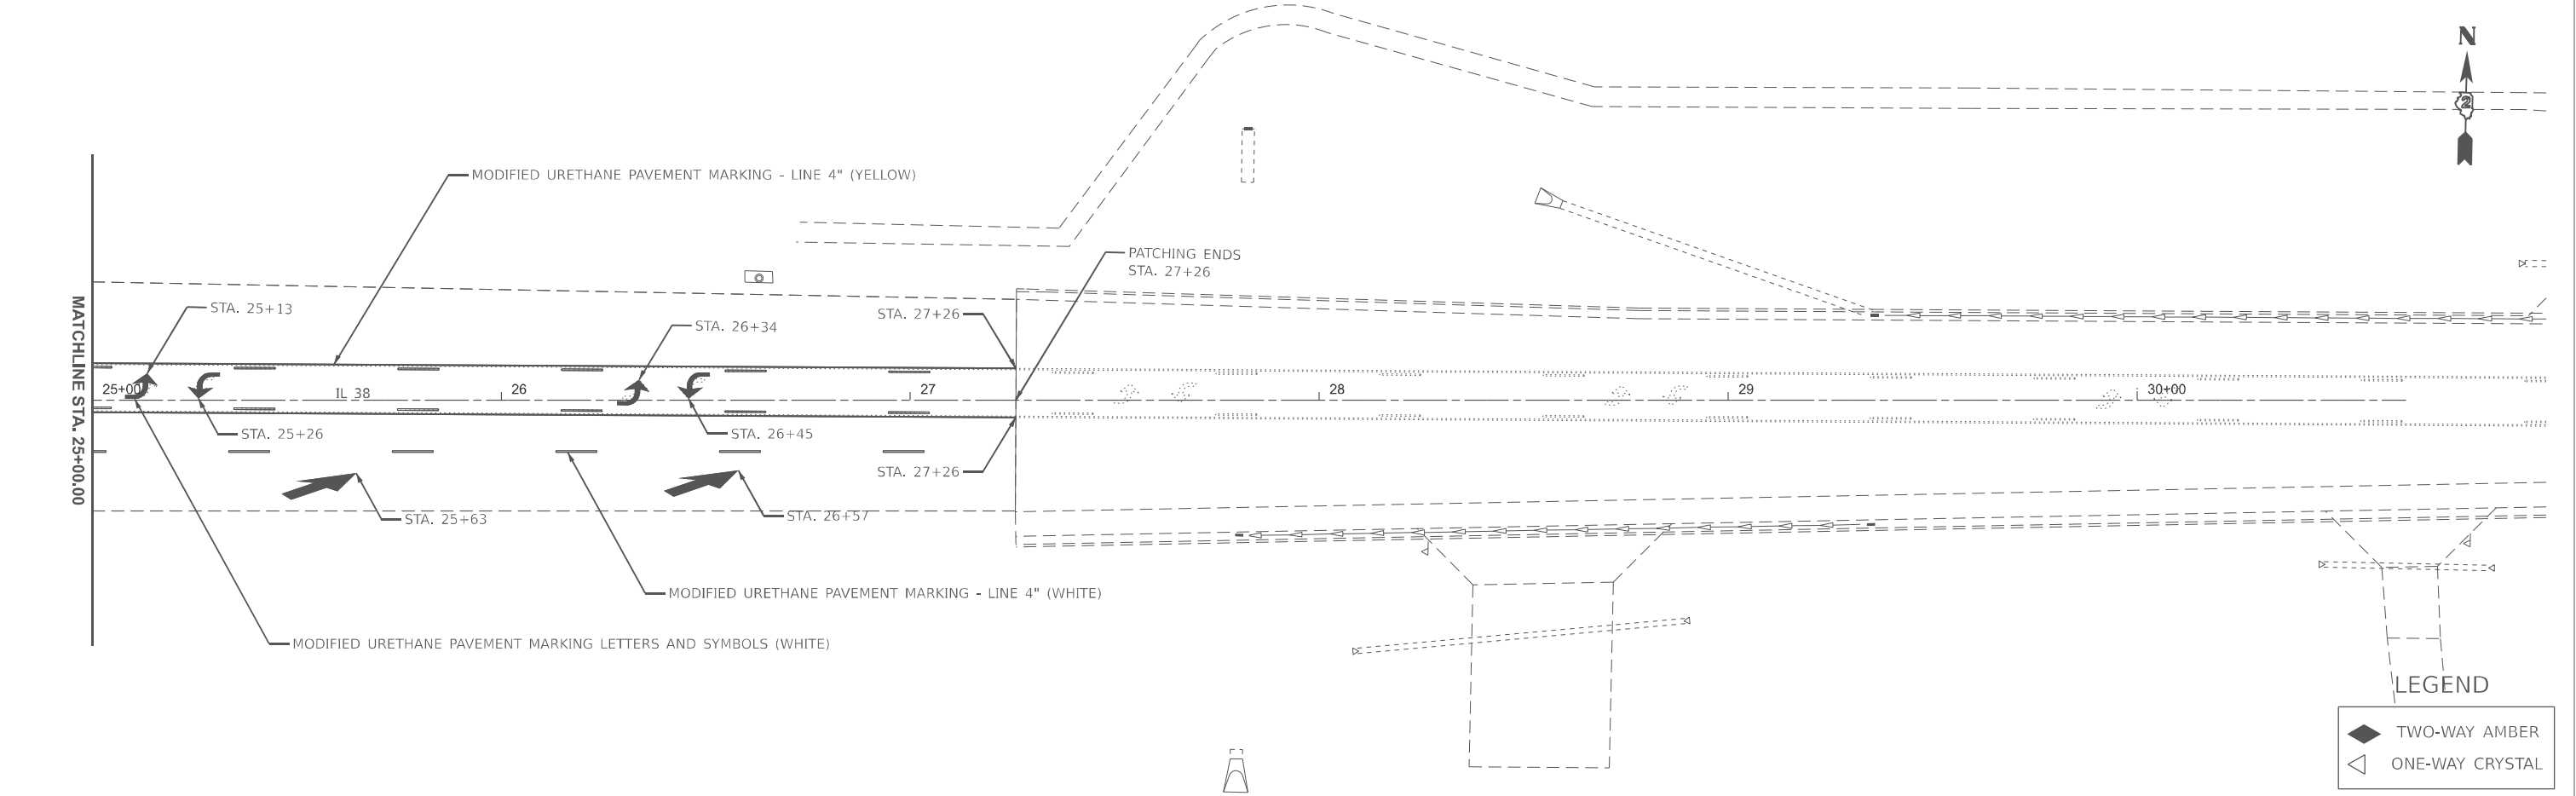 N
2
MODIFIED URETHANE PAVEMENT MARKING - LINE 4" (YELLOW)
PATCHING ENDS
STA. 27+26
MATCHLINE STA. 25+00.00
STA. 25+13
STA. 26+34
STA. 27+26
25+00
IL 38
26
27
28
29
30+00
STA. 25+26
STA. 26+45
STA. 27+26
STA. 25+63
STA. 26+57
MODIFIED URETHANE PAVEMENT MARKING - LINE 4" (WHITE)
MODIFIED URETHANE PAVEMENT MARKING LETTERS AND SYMBOLS (WHITE)
LEGEND
TWO-WAY AMBER
ONE-WAY CRYSTAL